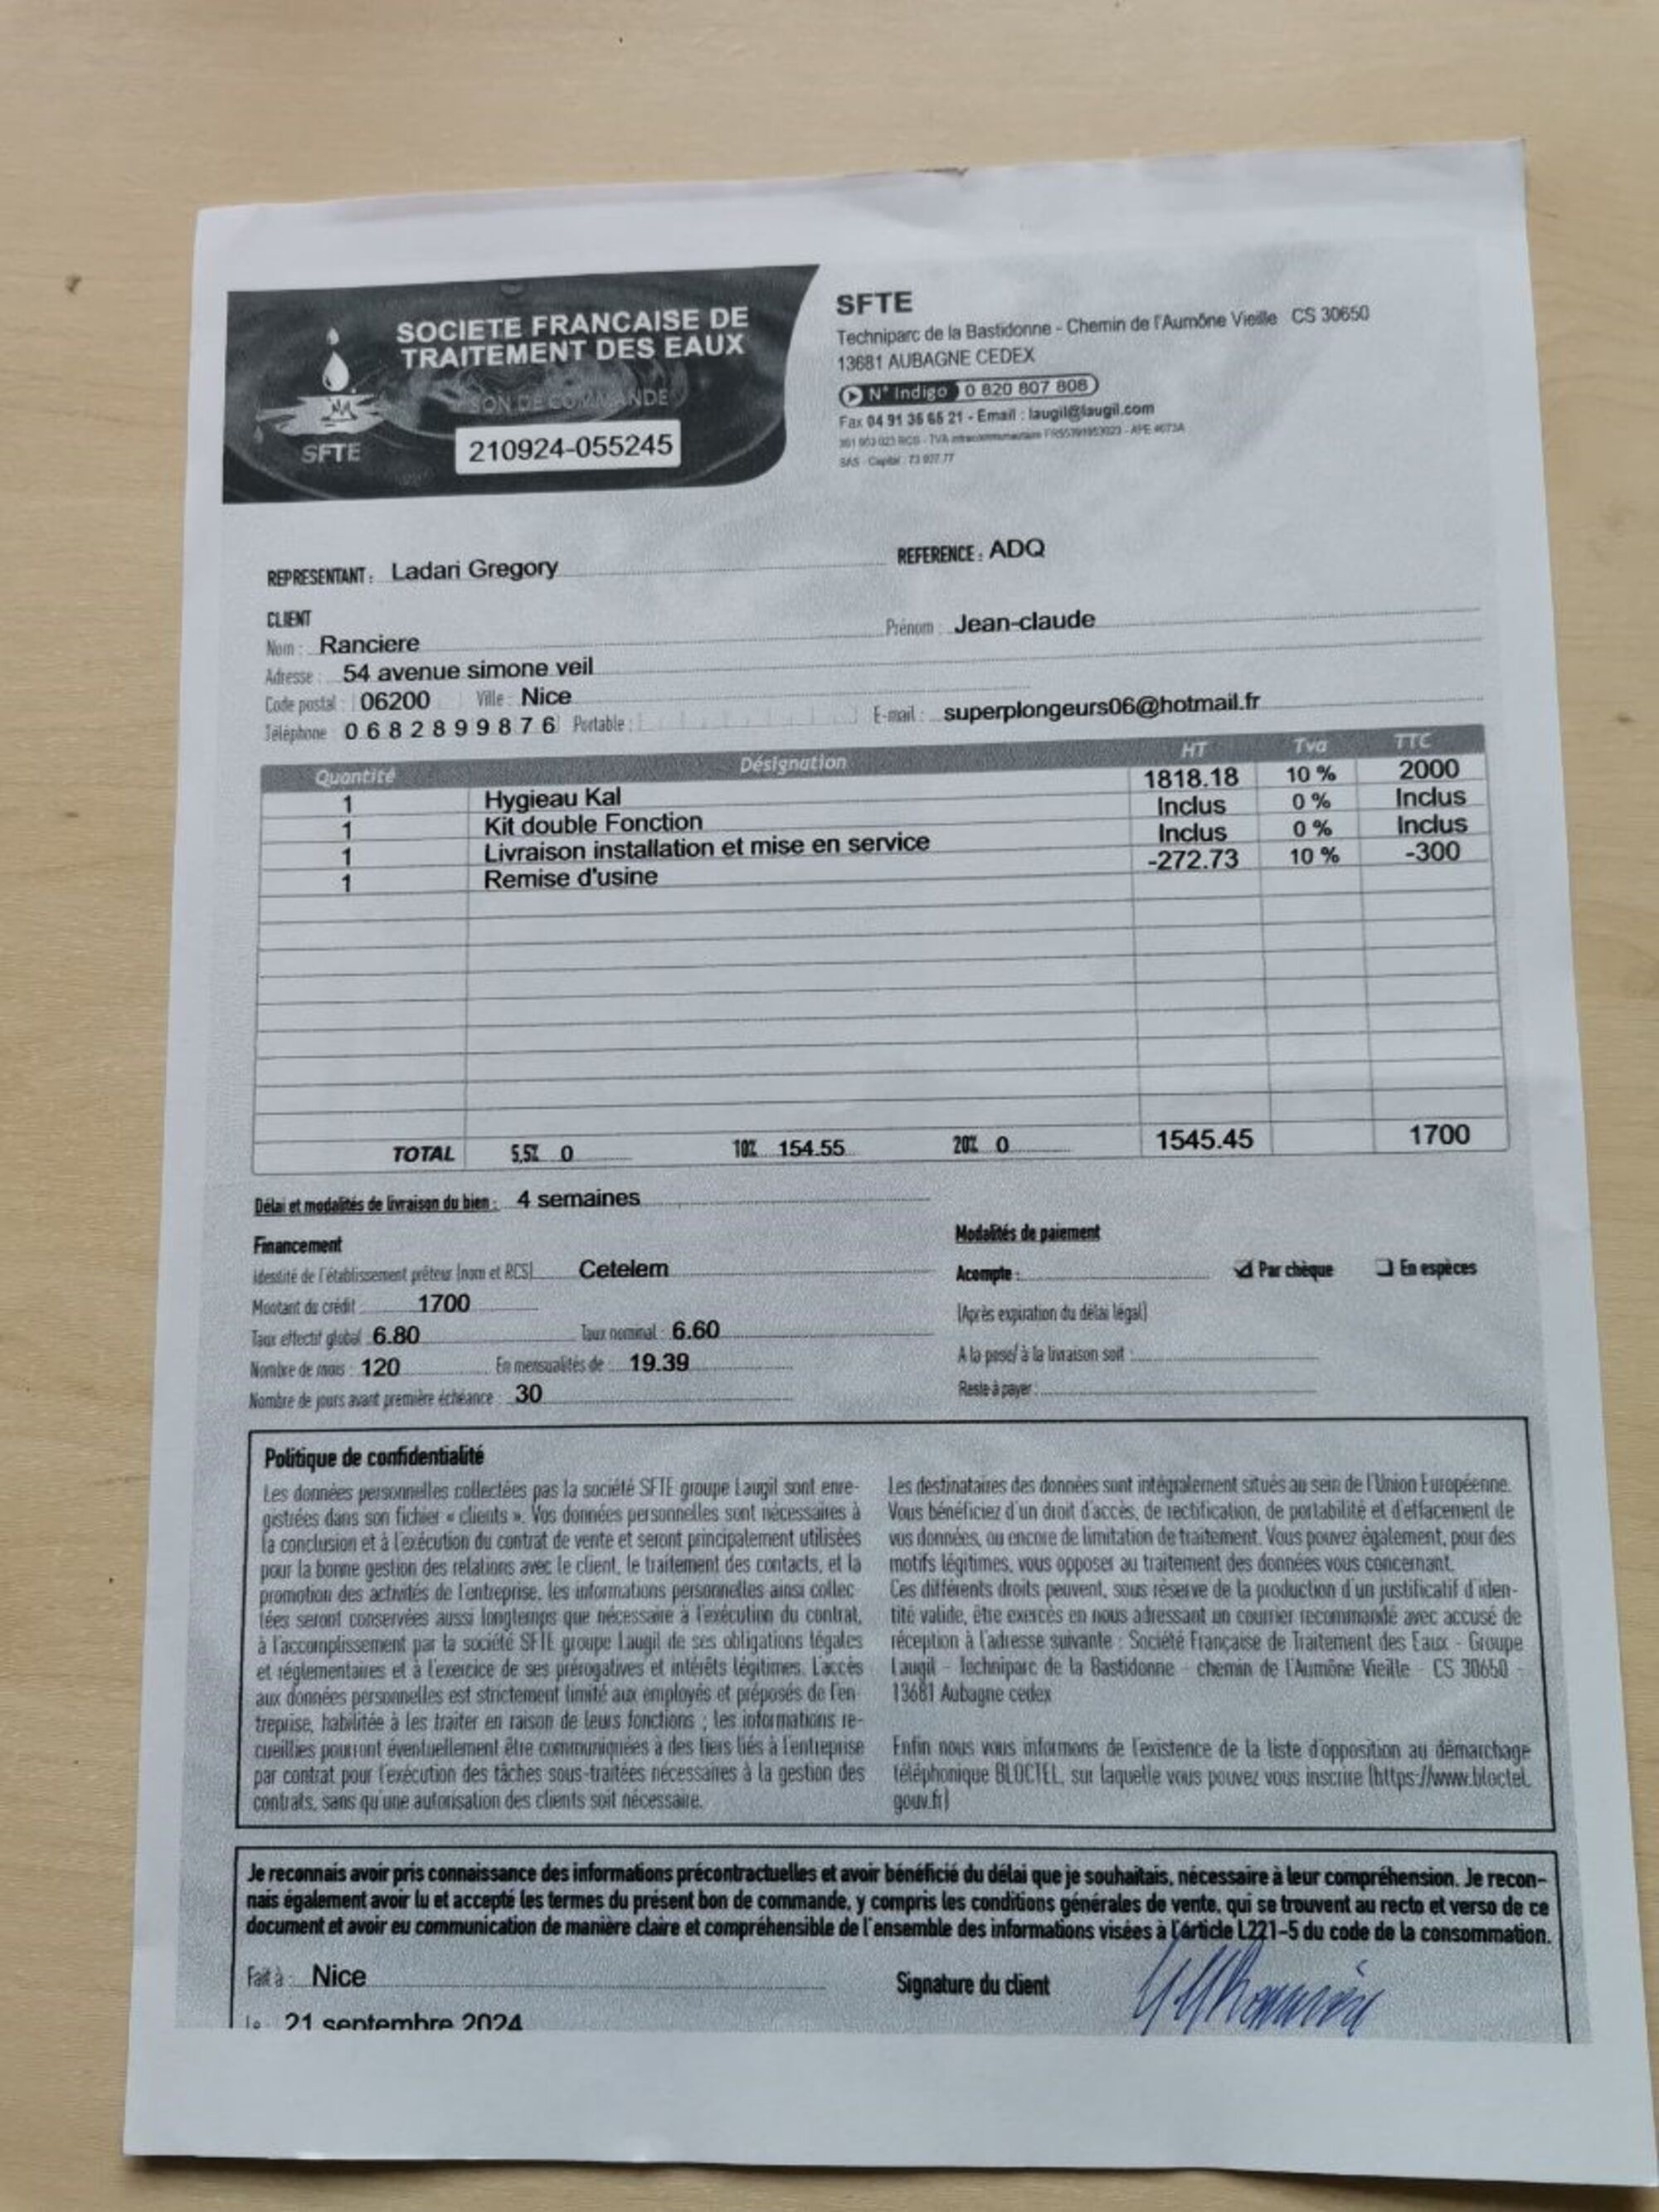 SOCIETE FRANCAISE DE
TRAITEMENT DES EAUX
BON DE COMMANDE
SFTE
210924-055245
SFTE
Techniparc de la Bastidonne - Chemin de l'Aumône Vieille CS 30650
13681 AUBAGNE CEDEX
N° Indigo 0 820 807 808
Fax 04 91 36 65 21 - Email : laugil@laugil.com
391 953 023 RCS - TVA intracommunautaire FR55391953023 - APE 4673A
SAS - Capital : 73 927.77
REPRESENTANT : Ladari Gregory
REFERENCE : ADQ
CLIENT
Nom : Ranciere
Prénom : Jean-claude
Adresse : 54 avenue simone veil
Code postal : 06200 Ville : Nice
Téléphone 0682899876 Portable :
E-mail : superplongeurs06@hotmail.fr
Quantité Désignation HT Tva TTC
1 Hygieau Kal 1818.18 10 % 2000
1 Kit double Fonction Inclus 0 % Inclus
1 Livraison installation et mise en service Inclus 0 % Inclus
1 Remise d'usine -272.73 10 % -300
TOTAL 5,5% 0 10% 154.55 20% 0 1545.45 1700
Délai et modalités de livraison du bien : 4 semaines
Financement
Identité de l'établissement prêteur (nom et RCS) Cetelem
Montant du crédit 1700
Taux effectif global 6.80 Taux nominal : 6.60
Nombre de mois : 120 En mensualités de : 19.39
Nombre de jours avant première échéance : 30
Modalités de paiement
Acompte : Par chèque En espèces
(Après expiration du délai légal)
A la pose/ à la livraison soit :
Reste à payer :
Politique de confidentialité
Les données personnelles collectées pas la société SFTE groupe Laugil sont enre-
gistrées dans son fichier « clients ». Vos données personnelles sont nécessaires à
la conclusion et à l'exécution du contrat de vente et seront principalement utilisées
pour la bonne gestion des relations avec le client, le traitement des contacts, et la
promotion des activités de l'entreprise, les informations personnelles ainsi collec-
tées seront conservées aussi longtemps que nécessaire à l'exécution du contrat,
à l'accomplissement par la société SFTE groupe Laugil de ses obligations légales
et réglementaires et à l'exercice de ses prérogatives et intérêts légitimes. L'accès
aux données personnelles est strictement limité aux employés et préposés de l'en-
treprise, habilitée à les traiter en raison de leurs fonctions ; les informations re-
cueillies pourront éventuellement être communiquées à des tiers liés à l'entreprise
par contrat pour l'exécution des tâches sous-traitées nécessaires à la gestion des
contrats, sans qu'une autorisation des clients soit nécessaire.
Les destinataires des données sont intégralement situés au sein de l'Union Européenne.
Vous bénéficiez d'un droit d'accès, de rectification, de portabilité et d'effacement de
vos données, ou encore de limitation de traitement. Vous pouvez également, pour des
motifs légitimes, vous opposer au traitement des données vous concernant.
Ces différents droits peuvent, sous réserve de la production d'un justificatif d'iden-
tité valide, être exercés en nous adressant un courrier recommandé avec accusé de
réception à l'adresse suivante : Société Française de Traitement des Eaux - Groupe
Laugil - Techniparc de la Bastidonne - chemin de l'Aumône Vieille - CS 30650 -
13681 Aubagne cedex
Enfin nous vous informons de l'existence de la liste d'opposition au démarchage
téléphonique BLOCTEL, sur laquelle vous pouvez vous inscrire (https://www.bloctel.
gouv.fr)
Je reconnais avoir pris connaissance des informations précontractuelles et avoir bénéficié du délai que je souhaitais, nécessaire à leur compréhension. Je recon-
nais également avoir lu et accepté les termes du présent bon de commande, y compris les conditions générales de vente, qui se trouvent au recto et verso de ce
document et avoir eu communication de manière claire et compréhensible de l'ensemble des informations visées à l'article L221-5 du code de la consommation.
Fait à : Nice
Signature du client
Le 21 septembre 2024